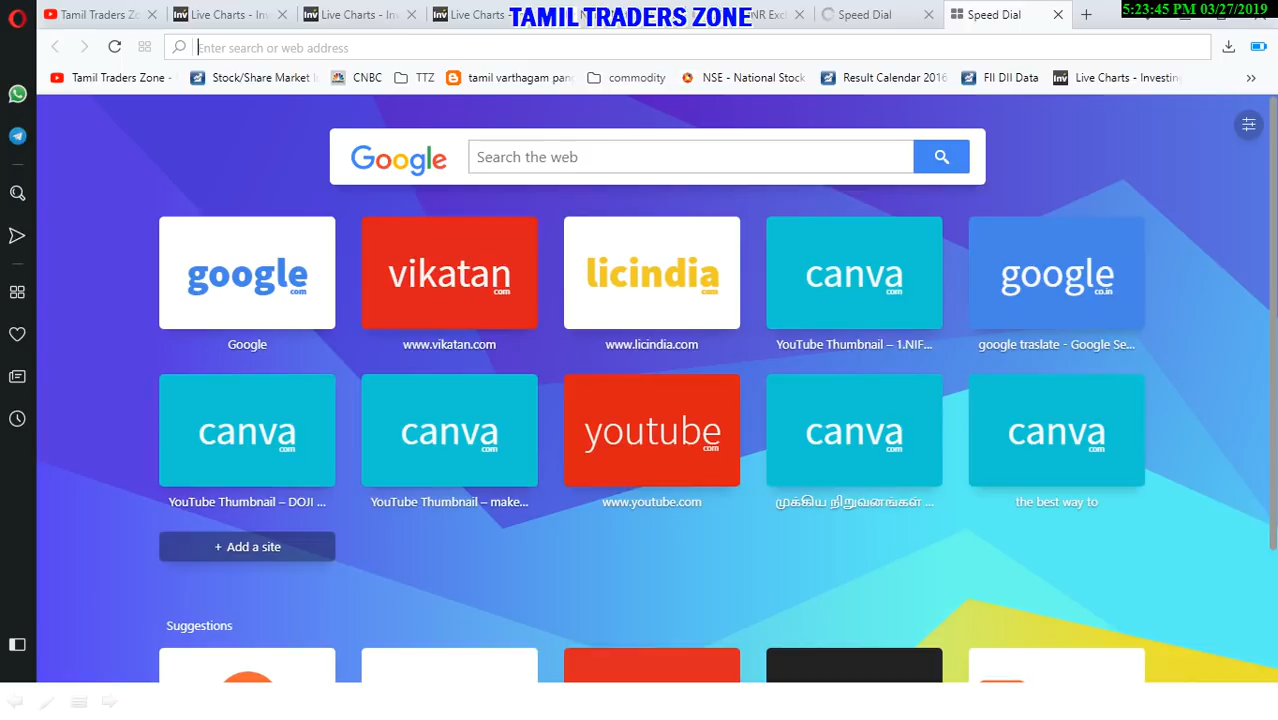 Tamil Traders Zo
Live Charts - Inv
Live Charts - Inv
Live Charts
TAMIL TRADERS ZONE
NR Excl
Speed Dial
Speed Dial
5:23:45 PM 03/27/2019
Enter search or web address
Tamil Traders Zone -
Stock/Share Market I
CNBC
TTZ
tamil varthagam pan
commodity
NSE - National Stock
Result Calendar 2016
FII DII Data
Live Charts - Investin
Google
Search the web
google
com
vikatan
com
licindia
com
canva
com
google
co.in
Google
www.vikatan.com
www.licindia.com
YouTube Thumbnail – 1.NIF...
google traslate - Google Se...
canva
com
canva
com
youtube
com
canva
com
canva
com
YouTube Thumbnail – DOJI ...
YouTube Thumbnail – make...
www.youtube.com
முக்கிய நிறுவனங்கள் ...
the best way to
+ Add a site
Suggestions